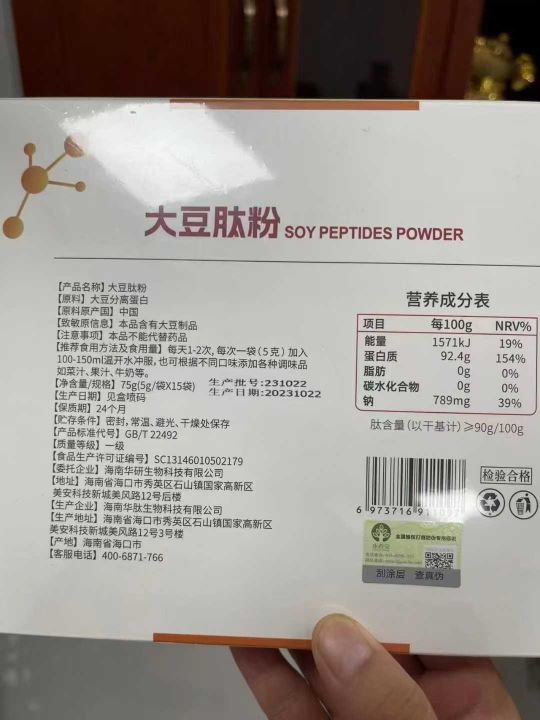 大豆肽粉 SOY PEPTIDES POWDER
【产品名称】大豆肽粉
【原料】大豆分离蛋白
【原料原产国】中国
【致敏原信息】本品含有大豆制品
【注意事项】本品不能代替药品
【推荐食用方法及食用量】每天1-2次, 每次一袋(5克)加入
100-150ml温开水冲服, 也可根据不同口味添加各种调味品
如菜汁、果汁、牛奶等。
【净含量/规格】75g(5g/袋X15袋)
【生产日期】见盒喷码
生产批号:231022
生产日期:20231022
【保质期】24个月
【贮存条件】密封, 常温、避光、干燥处保存
【产品标准代号】GB/T 22492
【质量等级】一级
【食品生产许可证编号】SC13146010502179
【委托企业】海南华研生物科技有限公司
【地址】海南省海口市秀英区石山镇国家高新区
美安科技新城美风路12号后楼
【生产企业】海南华肽生物科技有限公司
【生产地址】海南省海口市秀英区石山镇国家高新区
美安科技新城美风路12号3号楼
【产地】海南省海口市
【客服电话】400-6871-766
营养成分表
项目 每100g NRV%
能量 1571kJ 19%
蛋白质 92.4g 154%
脂肪 0g 0%
碳水化合物 0g 0%
钠 789mg 39%
肽含量(以干基计)≥90g/100g
检验合格
6 973716
刮涂层 查真伪